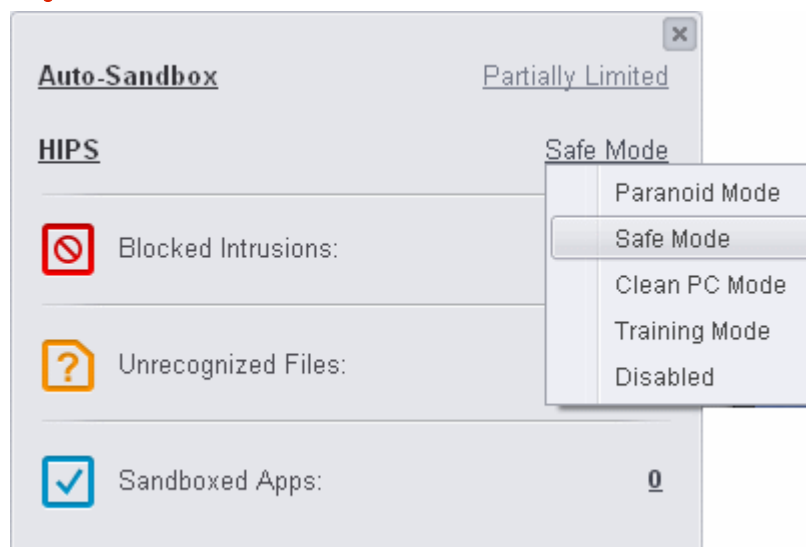 Auto-Sandbox Partially Limited
HIPS Safe Mode
Paranoid Mode
Safe Mode
Clean PC Mode
Training Mode
Disabled
Blocked Intrusions:
Unrecognized Files:
Sandboxed Apps: 0